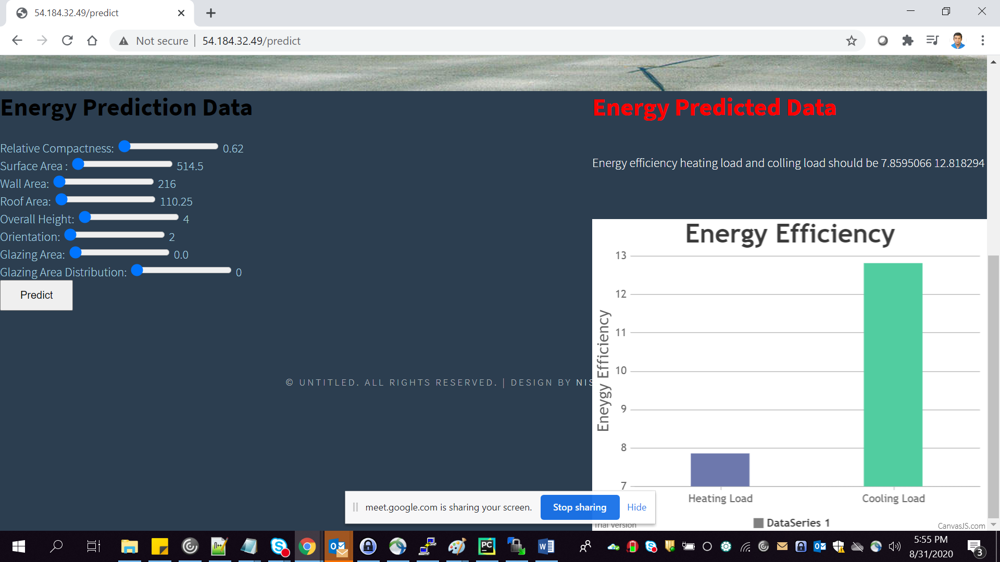 54.184.32.49/predict
Not secure
54.184.32.49/predict
Energy Prediction Data
Relative Compactness: 0.62
Surface Area : 514.5
Wall Area: 216
Roof Area: 110.25
Overall Height: 4
Orientation: 2
Glazing Area: 0.0
Glazing Area Distribution: 0
Predict
Energy Predicted Data
Energy efficiency heating load and colling load should be 7.8595066 12.818294
Energy Efficiency
13
12
11
10
9
8
7
Eneygy Efficiency
Heating Load
Cooling Load
DataSeries 1
Trial Version
CanvasJS.com
© UNTITLED. ALL RIGHTS RESERVED. | DESIGN BY NIS
meet.google.com is sharing your screen.
Stop sharing
Hide
5:55 PM
8/31/2020
3